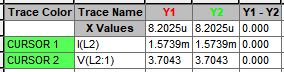 Trace Color Trace Name Y1 Y2 Y1 - Y2
X Values 8.2025u 8.2025u 0.000
CURSOR 1 I(L2) 1.5739m 1.5739m 0.000
CURSOR 2 V(L2:1) 3.7043 3.7043 0.000